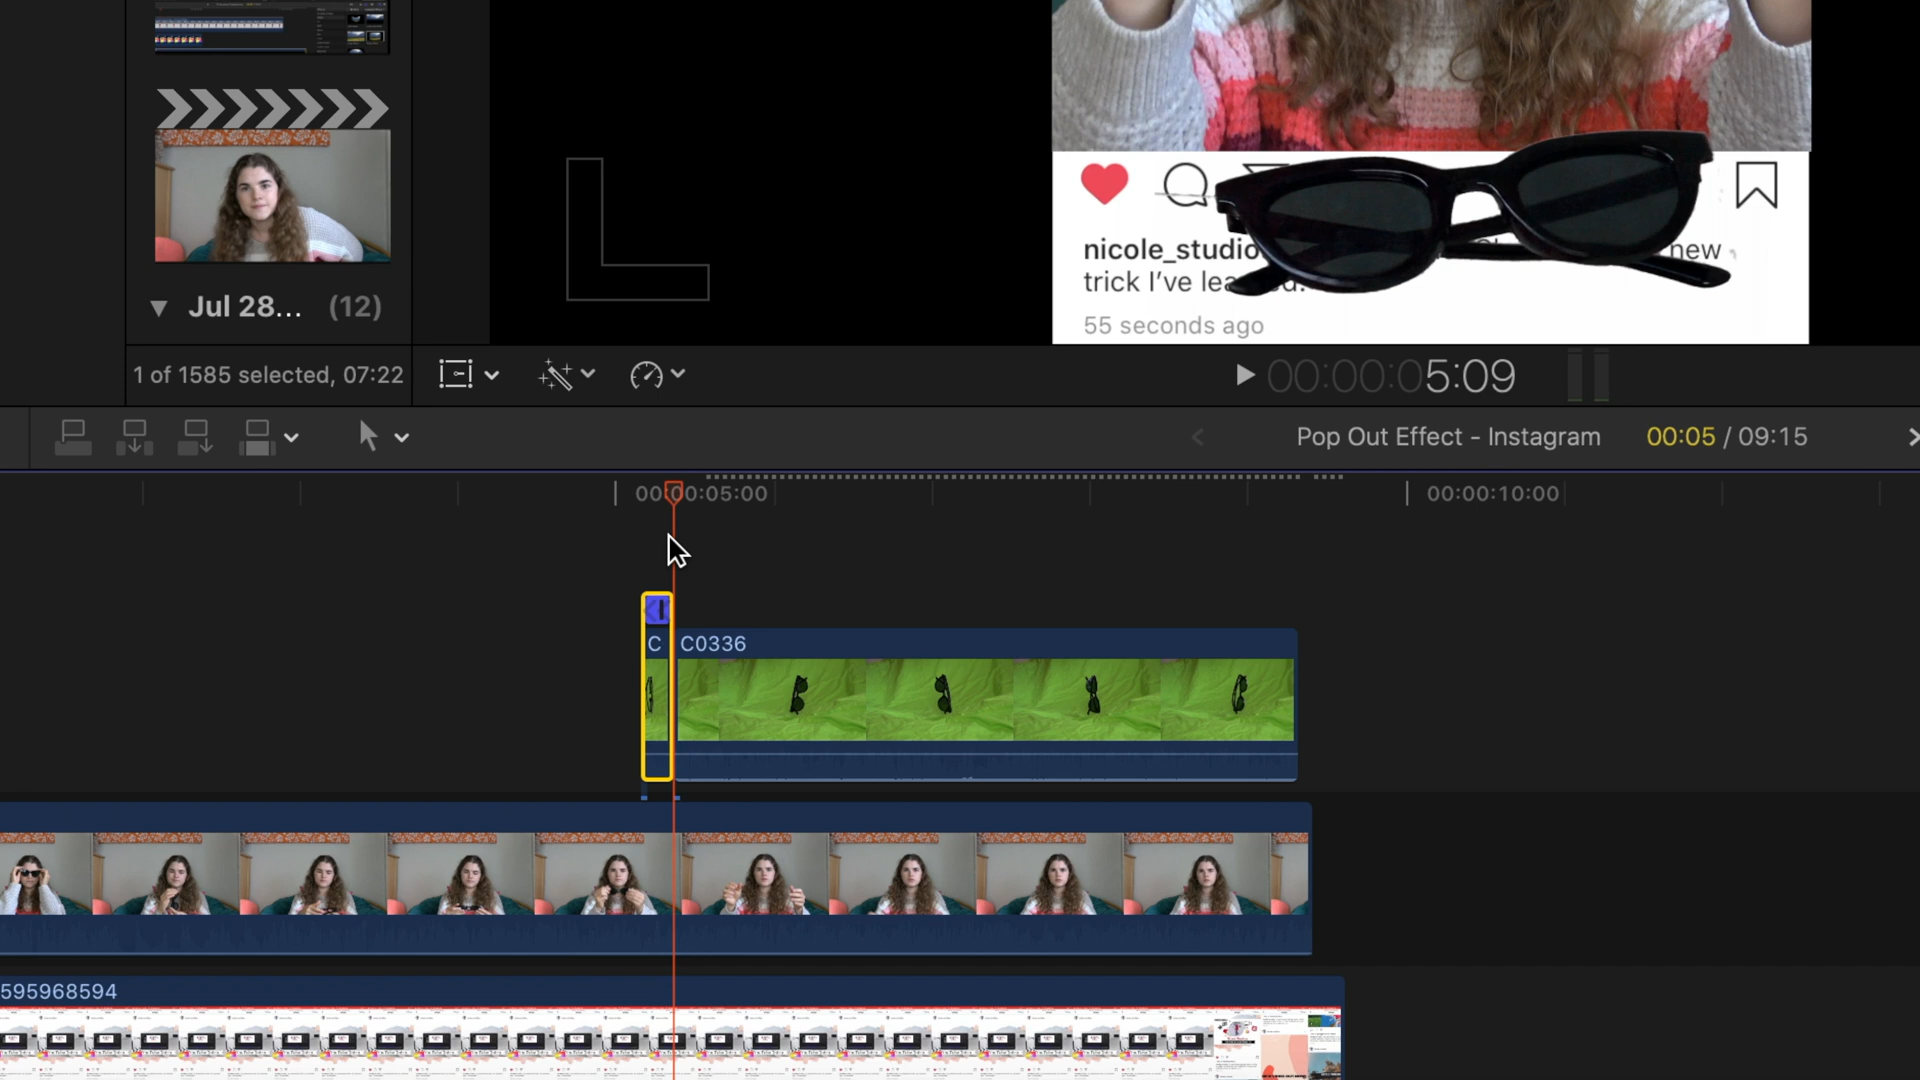 Jul 28... (12)
1 of 1585 selected, 07:22
nicole_studio
new
trick I've
55 seconds ago
00:00:05:09
Pop Out Effect - Instagram
00:05 / 09:15
00:00:05:00
00:00:10:00
C
C0336
595968594